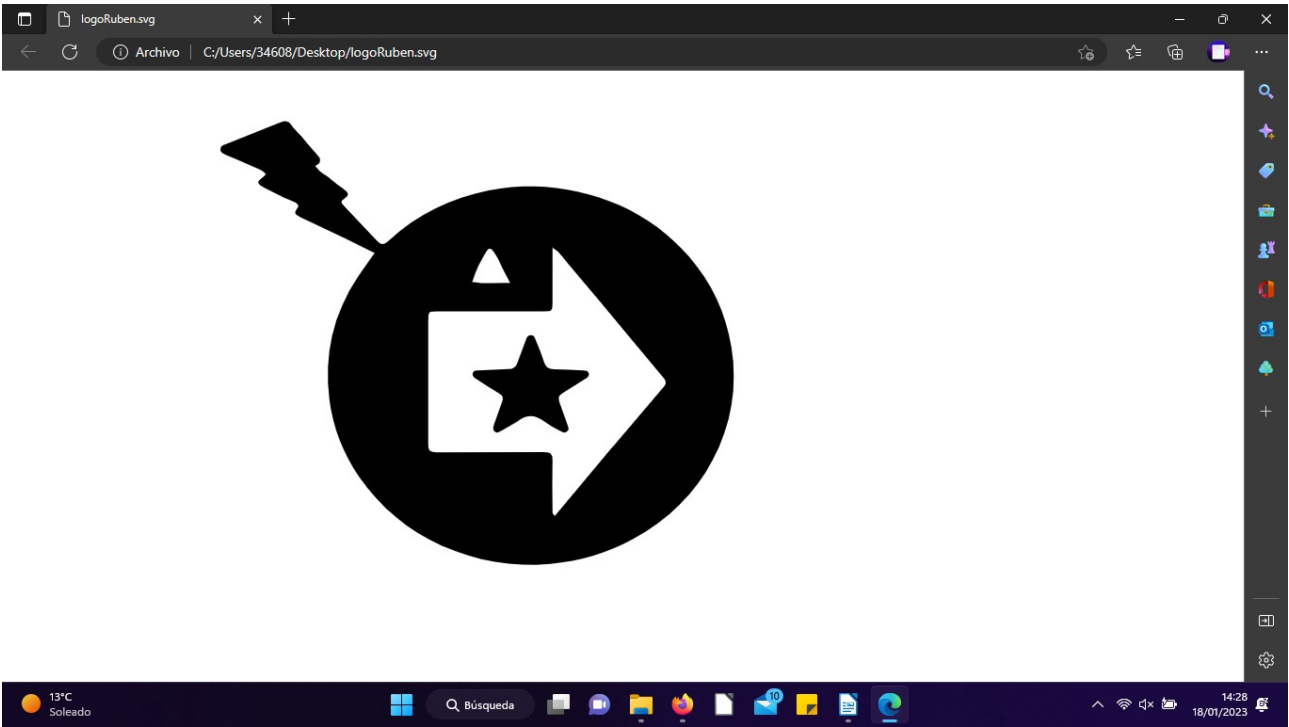 logoRuben.svg
Archivo | C:/Users/34608/Desktop/logoRuben.svg
13°C
Soleado
Búsqueda
10
14:28
18/01/2023